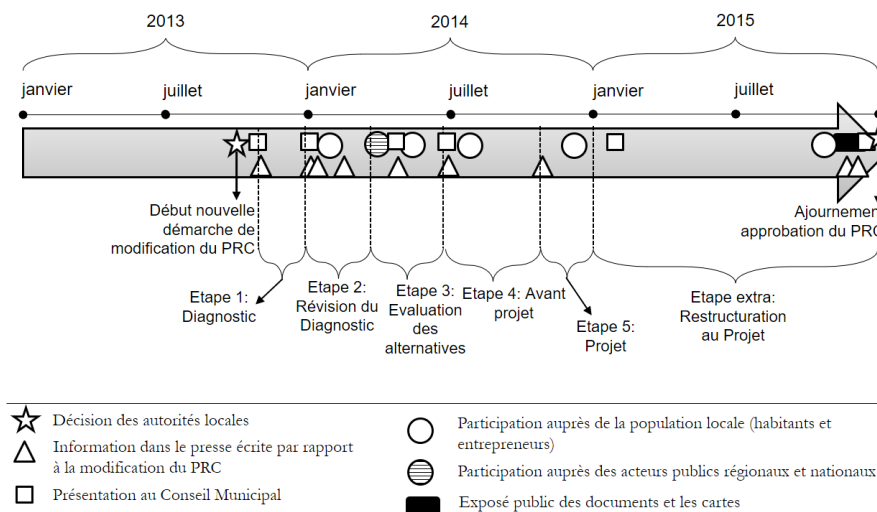 2013
2014
2015
janvier
juillet
janvier
juillet
janvier
juillet
Début nouvelle
démarche de
modification du PRC
Ajournement
approbation du PRC
Etape 1:
Diagnostic
Etape 2:
Révision du
Diagnostic
Etape 3:
Evaluation
des
alternatives
Etape 4: Avant
projet
Etape 5:
Projet
Etape extra:
Restructuration
au Projet
Décision des autorités locales
Information dans le presse écrite par rapport
à la modification du PRC
Présentation au Conseil Municipal
Participation auprès de la population locale (habitants et
entrepreneurs)
Participation auprès des acteurs publics régionaux et nationaux
Exposé public des documents et les cartes